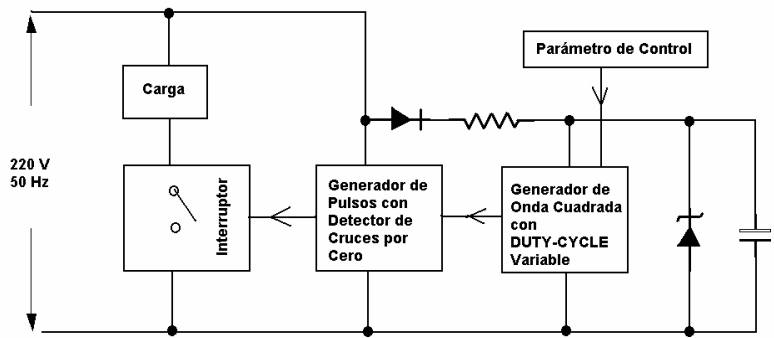 Parámetro de Control
Carga
220 V
50 Hz
Interruptor
Generador de
Pulsos con
Detector de
Cruces por
Cero
Generador de
Onda Cuadrada
con
DUTY-CYCLE
Variable